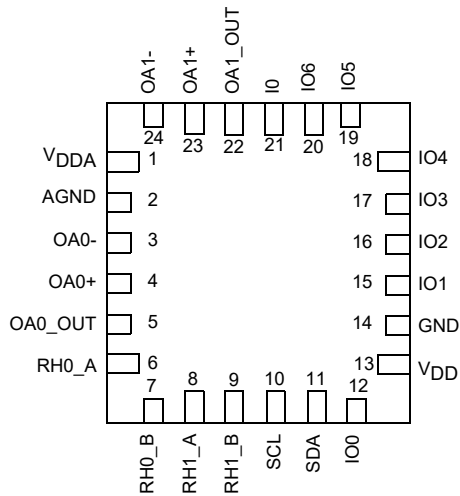 OA1-
OA1+
OA1_OUT
I0
IO6
IO5
24
23
22
21
20
19
VDDA
1
18
IO4
AGND
2
17
IO3
OA0-
3
16
IO2
OA0+
4
15
IO1
OA0_OUT
5
14
GND
RH0_A
6
13
VDD
7
8
9
10
11
12
RH0_B
RH1_A
RH1_B
SCL
SDA
IO0